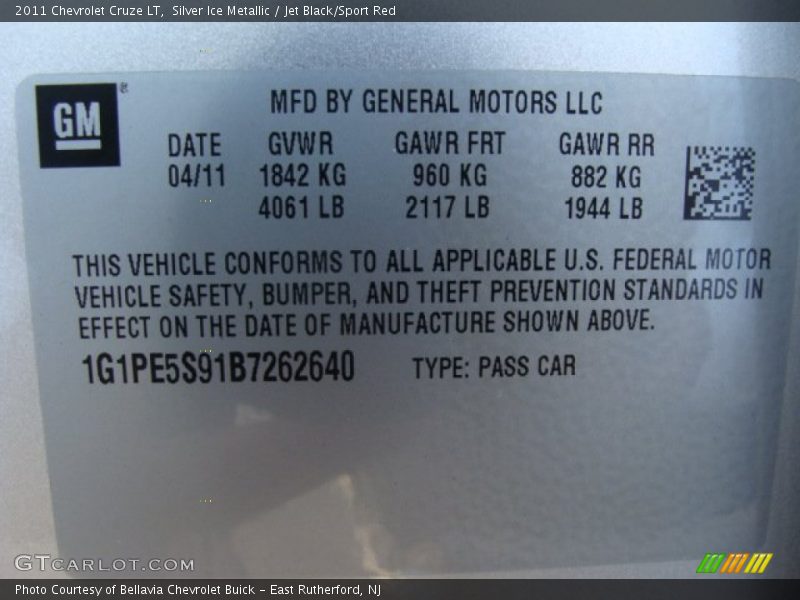 2011 Chevrolet Cruze LT,  Silver Ice Metallic / Jet Black/Sport Red
GM®
MFD BY GENERAL MOTORS LLC
DATE GVWR GAWR FRT GAWR RR
04/11 1842 KG 960 KG 882 KG
4061 LB 2117 LB 1944 LB
THIS VEHICLE CONFORMS TO ALL APPLICABLE U.S. FEDERAL MOTOR
VEHICLE SAFETY, BUMPER, AND THEFT PREVENTION STANDARDS IN
EFFECT ON THE DATE OF MANUFACTURE SHOWN ABOVE.
1G1PE5S91B7262640 TYPE: PASS CAR
GTCARLOT.COM
Photo Courtesy of Bellavia Chevrolet Buick – East Rutherford, NJ